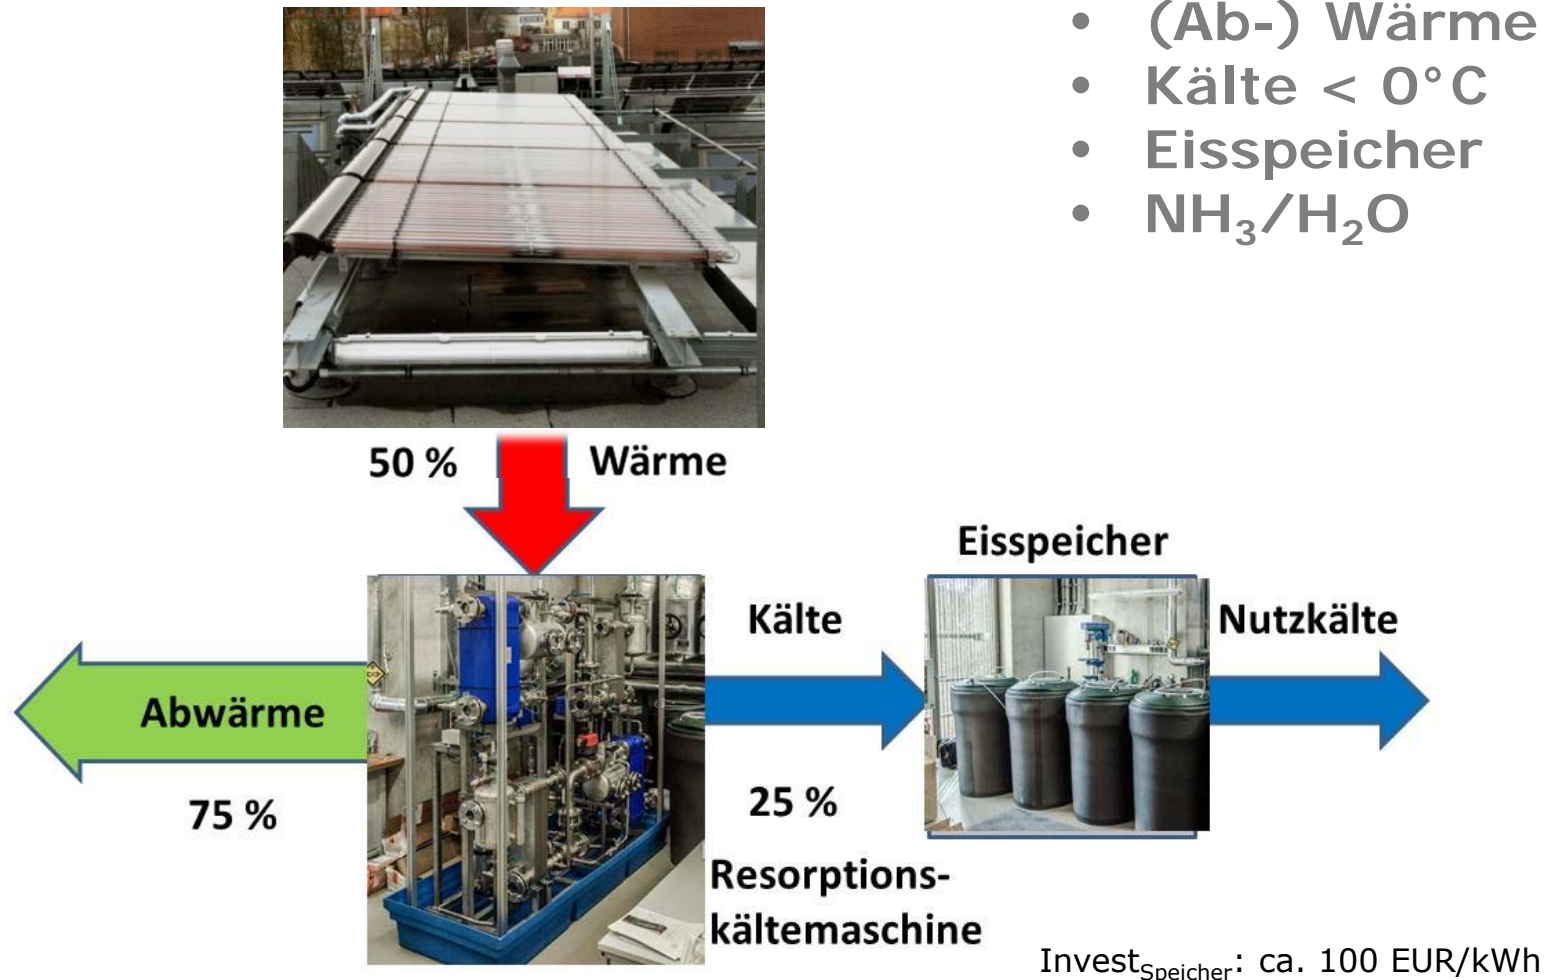 • (Ab-) Wärme
• Kälte < 0°C
• Eisspeicher
• NH₃/H₂O
50 % Wärme
Eisspeicher
Kälte
Nutzkälte
Abwärme
75 %
25 %
Resorptions-
kältemaschine
Invest_Speicher: ca. 100 EUR/kWh